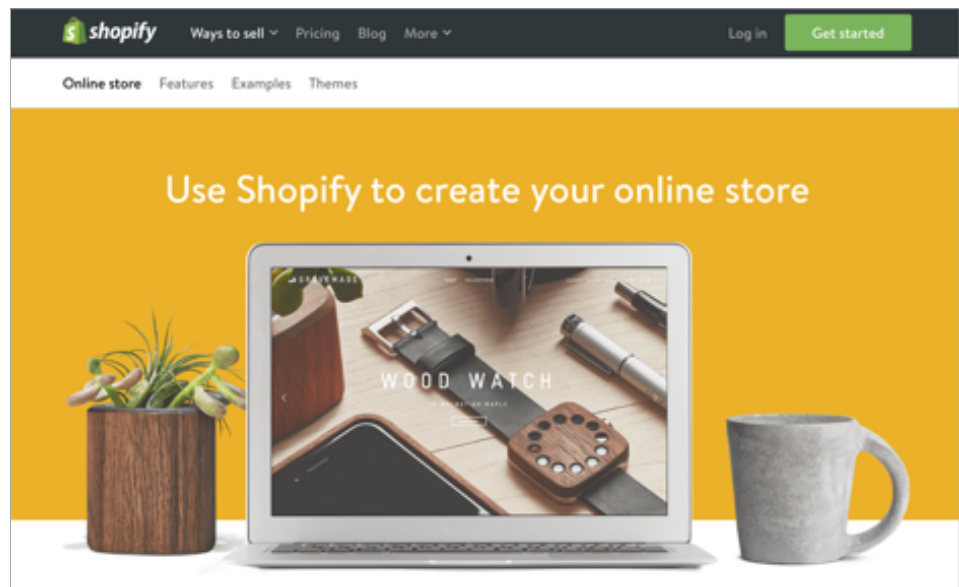 shopify Ways to sell Pricing Blog More Log in Get started
Online store Features Examples Themes
Use Shopify to create your online store
GROVEMADE
WOOD WATCH